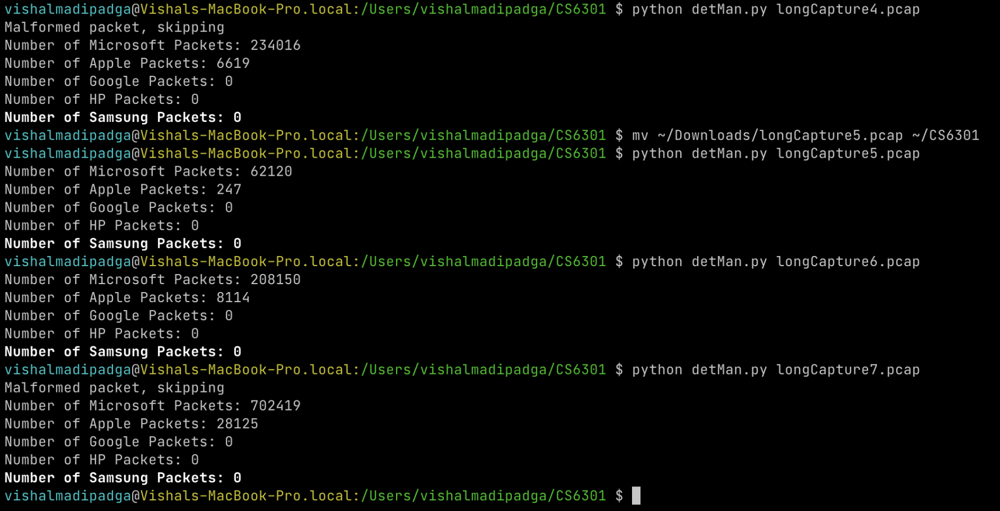 vishalmadipadga@Vishals-MacBook-Pro.local:/Users/vishalmadipadga/CS6301 $ python detMan.py longCapture4.pcap
Malformed packet, skipping
Number of Microsoft Packets: 234016
Number of Apple Packets: 6619
Number of Google Packets: 0
Number of HP Packets: 0
Number of Samsung Packets: 0
vishalmadipadga@Vishals-MacBook-Pro.local:/Users/vishalmadipadga/CS6301 $ mv ~/Downloads/longCapture5.pcap ~/CS6301
vishalmadipadga@Vishals-MacBook-Pro.local:/Users/vishalmadipadga/CS6301 $ python detMan.py longCapture5.pcap
Number of Microsoft Packets: 62120
Number of Apple Packets: 247
Number of Google Packets: 0
Number of HP Packets: 0
Number of Samsung Packets: 0
vishalmadipadga@Vishals-MacBook-Pro.local:/Users/vishalmadipadga/CS6301 $ python detMan.py longCapture6.pcap
Number of Microsoft Packets: 208150
Number of Apple Packets: 8114
Number of Google Packets: 0
Number of HP Packets: 0
Number of Samsung Packets: 0
vishalmadipadga@Vishals-MacBook-Pro.local:/Users/vishalmadipadga/CS6301 $ python detMan.py longCapture7.pcap
Malformed packet, skipping
Number of Microsoft Packets: 702419
Number of Apple Packets: 28125
Number of Google Packets: 0
Number of HP Packets: 0
Number of Samsung Packets: 0
vishalmadipadga@Vishals-MacBook-Pro.local:/Users/vishalmadipadga/CS6301 $